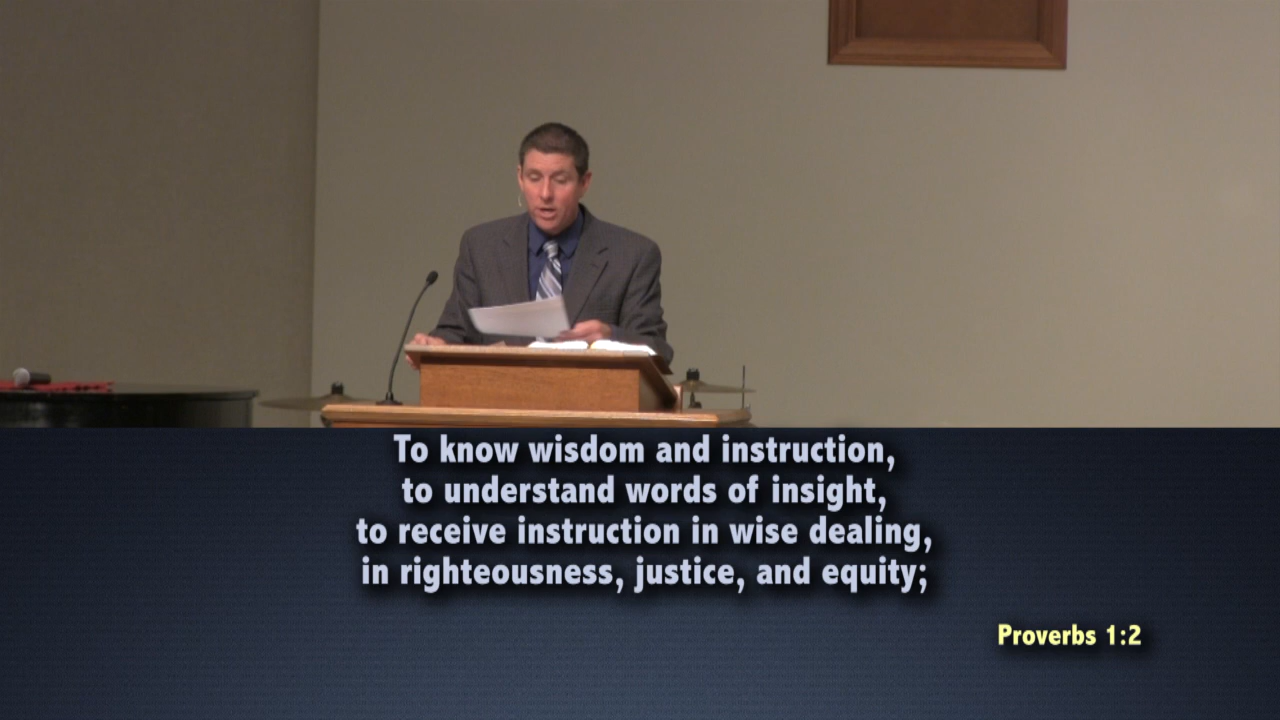 To know wisdom and instruction,
to understand words of insight,
to receive instruction in wise dealing,
in righteousness, justice, and equity;
Proverbs 1:2